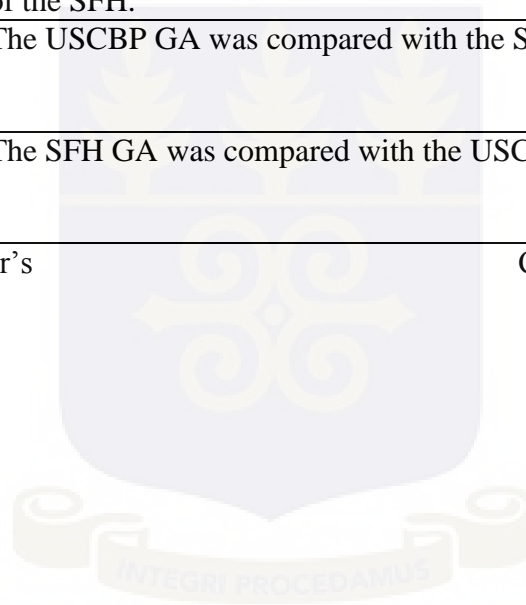 of the SFH.
The USCBP GA was compared with the S
The SFH GA was compared with the USC
r's
INTEGRI PROCEDAMUS